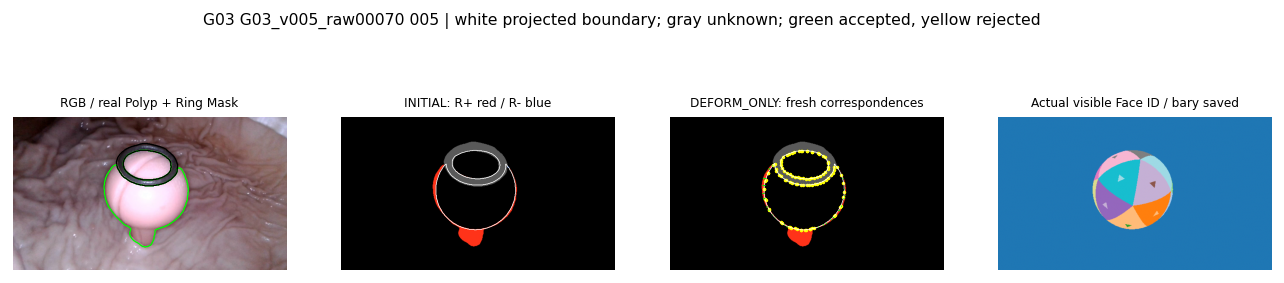 G03 G03_v005_raw00070 005 | white projected boundary; gray unknown; green accepted, yellow rejected
RGB / real Polyp + Ring Mask
INITIAL: R+ red / R- blue
DEFORM_ONLY: fresh correspondences
Actual visible Face ID / bary saved